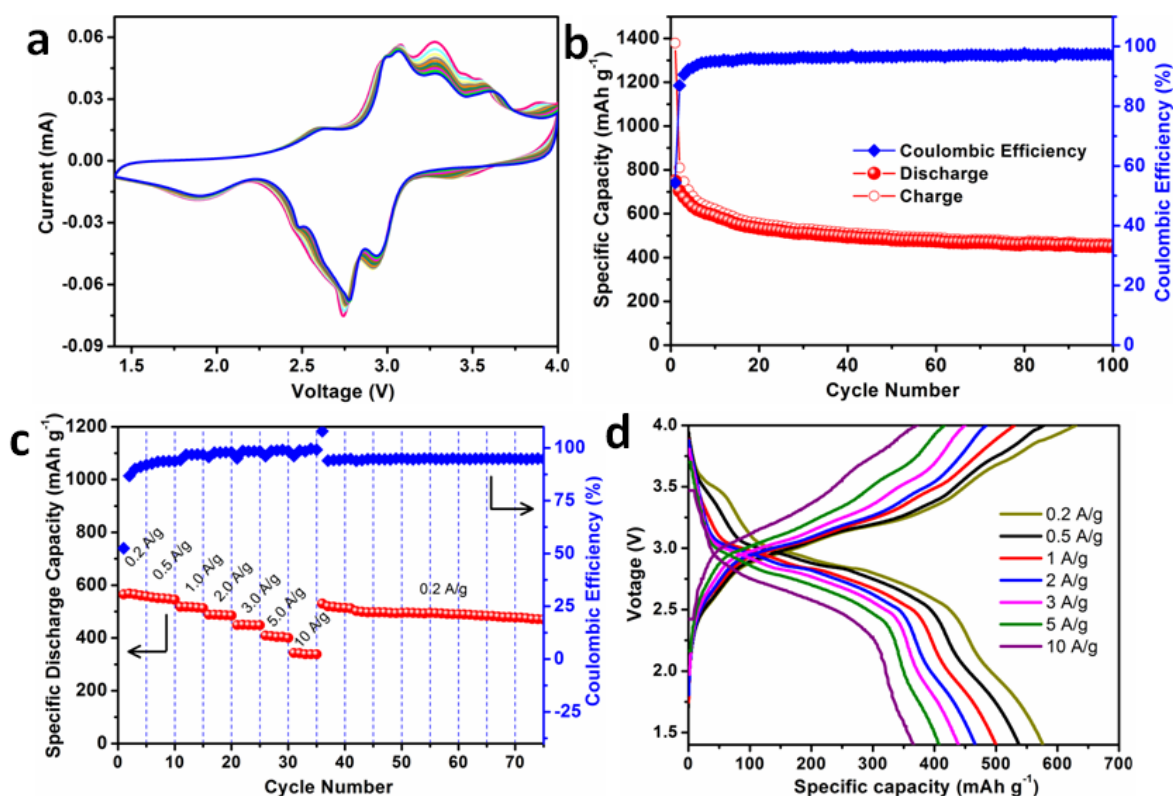 a
0.06
0.03
0.00
-0.03
-0.06
-0.09
Current (mA)
1.5 2.0 2.5 3.0 3.5 4.0
Voltage (V)
b
1400
1200
1000
800
600
400
200
0
Specific Capacity (mAh g-1)
Coulombic Efficiency
Discharge
Charge
100
80
60
40
20
0
Coulombic Efficiency (%)
0 20 40 60 80 100
Cycle Number
c
1200
1000
800
600
400
200
0
Specific Discharge Capacity (mAh g-1)
0.2 A/g
0.5 A/g
1.0 A/g
2.0 A/g
3.0 A/g
5.0 A/g
10 A/g
0.2 A/g
100
75
50
25
0
-25
Coulombic Efficiency (%)
0 10 20 30 40 50 60 70
Cycle Number
d
4.0
3.5
3.0
2.5
2.0
1.5
Votage (V)
0.2 A/g
0.5 A/g
1 A/g
2 A/g
3 A/g
5 A/g
10 A/g
0 100 200 300 400 500 600 700
Specific capacity (mAh g-1)